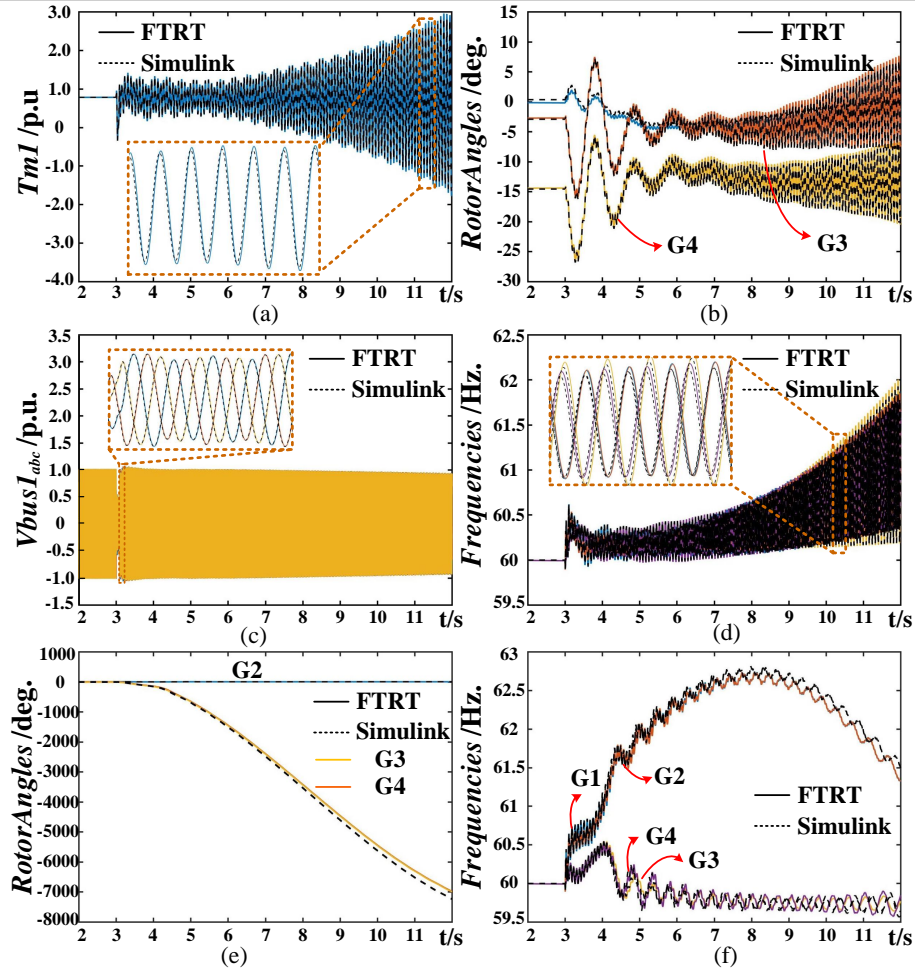 Tm1 /p.u
3.0
2.0
1.0
0
-1.0
-2.0
-3.0
-4.0
FTRT
Simulink
2 3 4 5 6 7 8 9 10 11 t/s
(a)
RotorAngles /deg.
15
10
5
0
-5
-10
-15
-20
-25
-30
FTRT
Simulink
G4
G3
2 3 4 5 6 7 8 9 10 11 t/s
(b)
Vbus1abc /p.u.
3.5
3.0
2.5
2.0
1.5
1.0
0.5
0
-0.5
-1.0
-1.5
FTRT
Simulink
2 3 4 5 6 7 8 9 10 11 t/s
(c)
Frequencies /Hz.
62.5
62
61.5
61
60.5
60
59.5
FTRT
Simulink
2 3 4 5 6 7 8 9 10 11 t/s
(d)
RotorAngles /deg.
1000
0
-1000
-2000
-3000
-4000
-5000
-6000
-7000
-8000
G2
FTRT
Simulink
G3
G4
2 3 4 5 6 7 8 9 10 11 t/s
(e)
Frequencies /Hz.
63
62.5
62
61.5
61
60.5
60
59.5
G1
G2
G4
G3
FTRT
Simulink
2 3 4 5 6 7 8 9 10 11 t/s
(f)